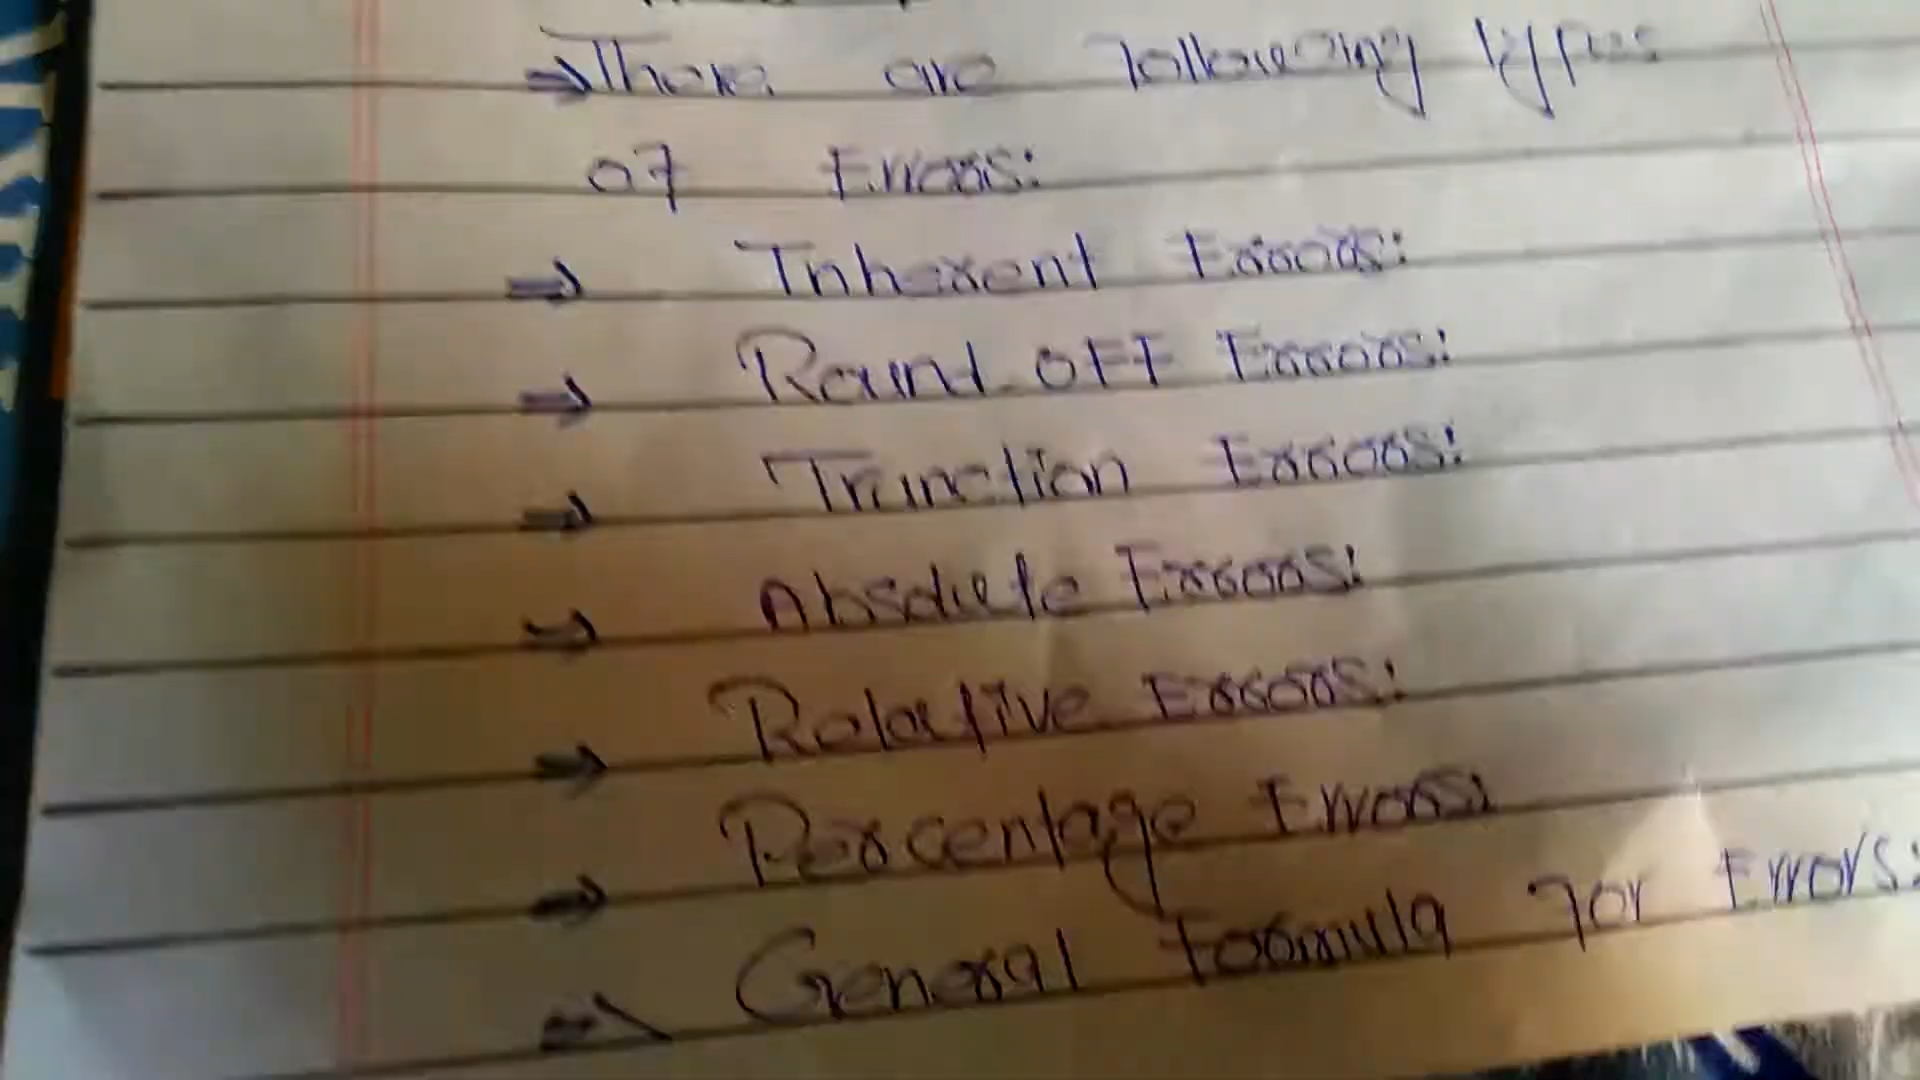 ⇒ There are following types
of Errors:
⇒ Inherent Errors:
⇒ Round-off Errors:
⇒ Trunction Errors:
⇒ Absolute Errors:
⇒ Relative Errors:
⇒ Percentage Errors:
⇒ General Formula for Errors: